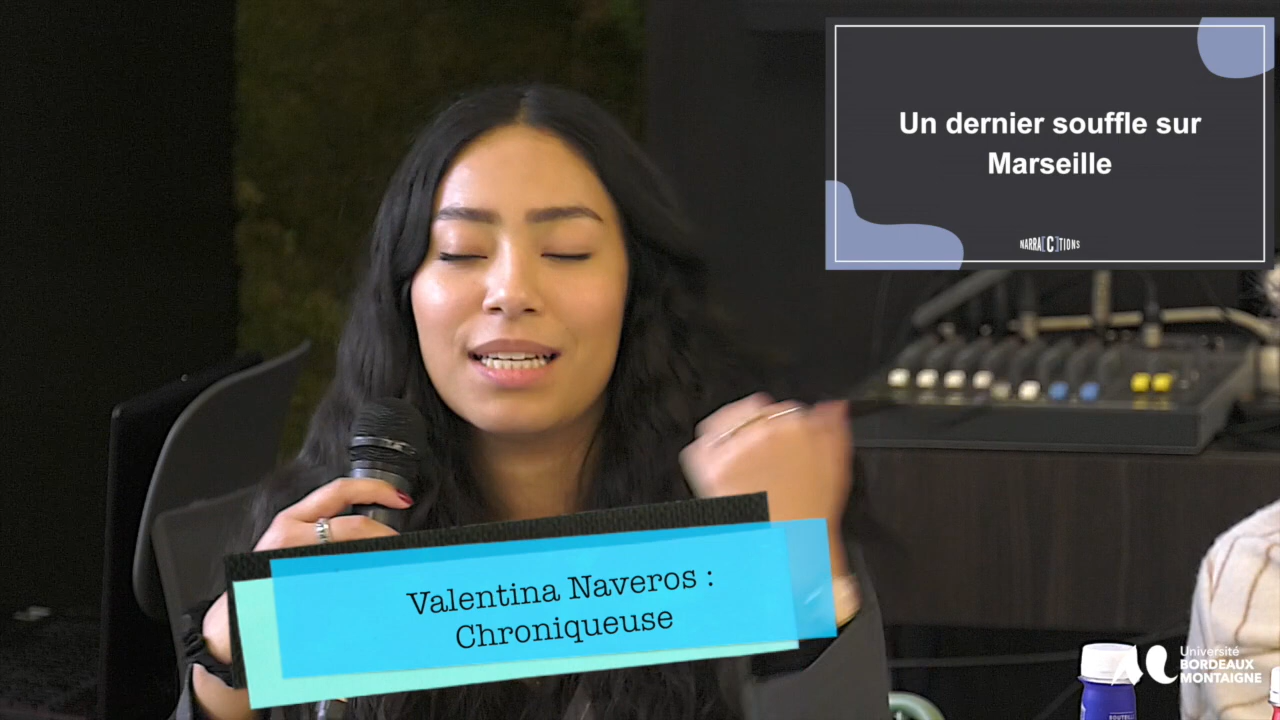 Un dernier souffle sur
Marseille
NARRA[C]TIONS
Valentina Naveros :
Chroniqueuse
Université
BORDEAUX
MONTAIGNE